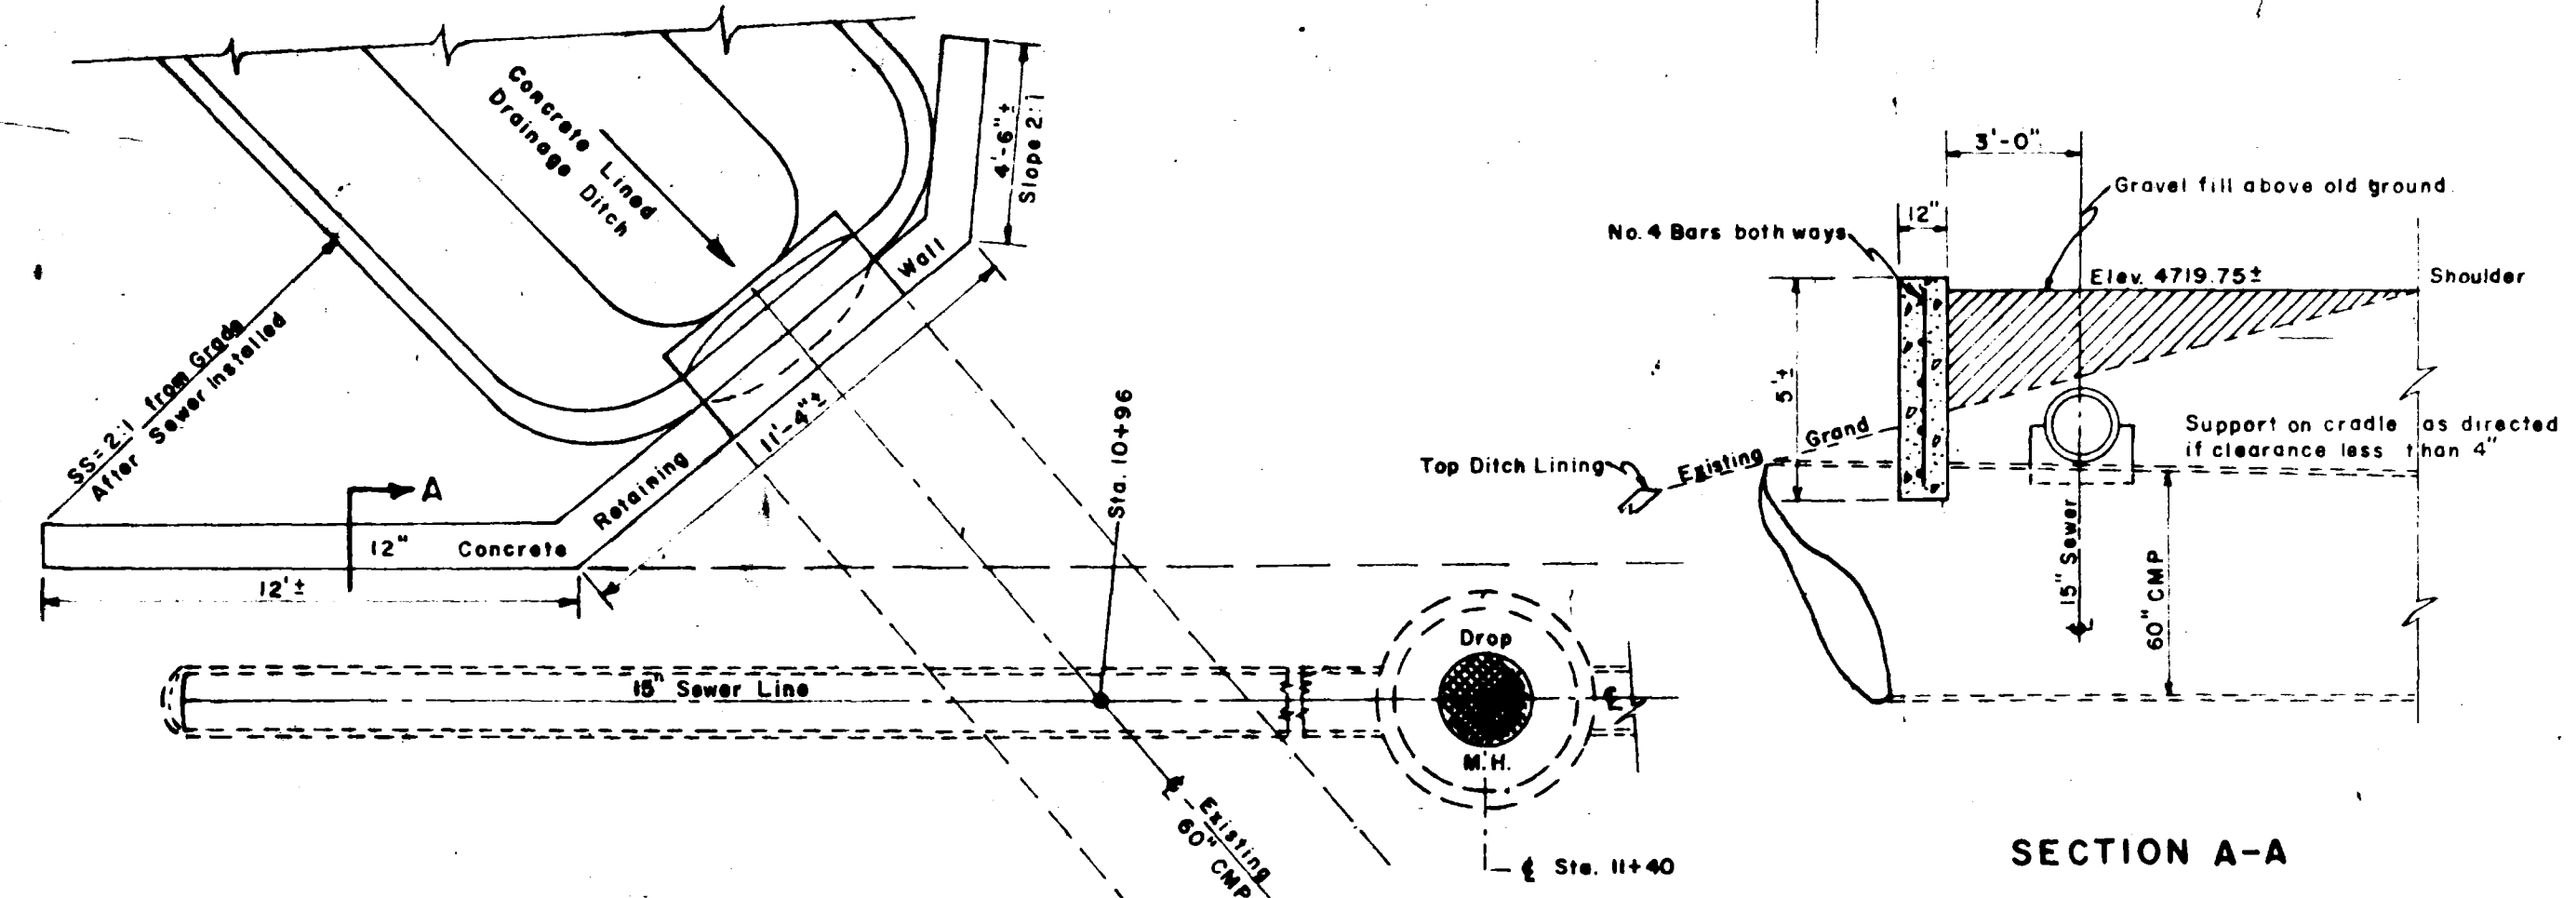 Concrete Lined
Drainage Ditch
4'-6"±
Slope 2:1
SS=2:1 from Grade
After Sewer Installed
A
12"
Concrete
Retaining
Wall
11'-4"±
12'±
Sta. 10+96
15" Sewer Line
Drop
M.H.
℄
℄ Existing
60" CMP
℄ Sta. 11+40
3'-0"
Gravel fill above old ground
12"
No. 4 Bars both ways
Elev. 4719.75±
Shoulder
5'±
Existing Grand
Top Ditch Lining
Support on cradle as directed
if clearance less than 4"
15" Sewer
℄
60" CMP
SECTION A-A